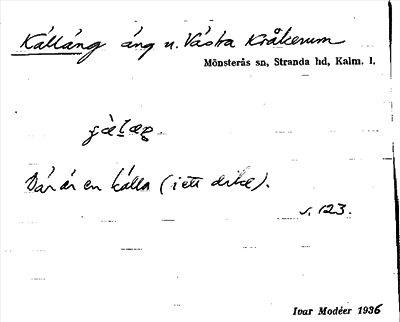 Källäng äng u. Västra Kråkerum
Mönsterås sn, Stranda hd, Kalm. l.
Där är en källa (i ett dike).
s. 123.
Ivar Modéer 1936